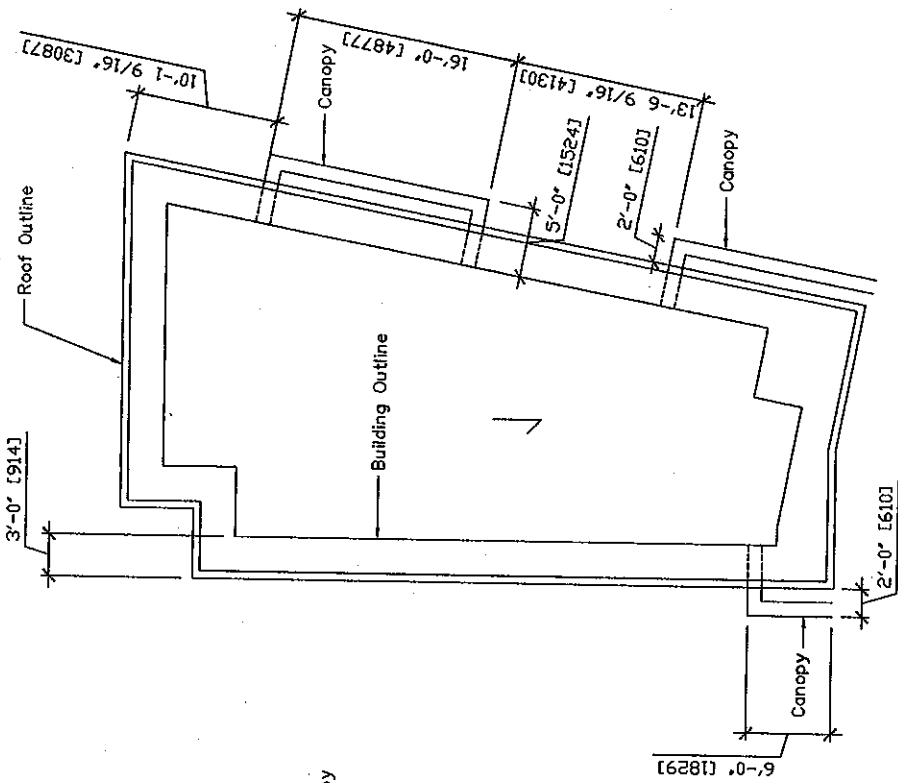 10'-1 9/16" [3087]
16'-0" [4877]
Canopy
Roof Outline
13'-6 9/16" [4130]
5'-0" [1524]
2'-0" [610]
Canopy
Building Outline
3'-0" [914]
2'-0" [610]
Canopy
6'-0" [1829]
py